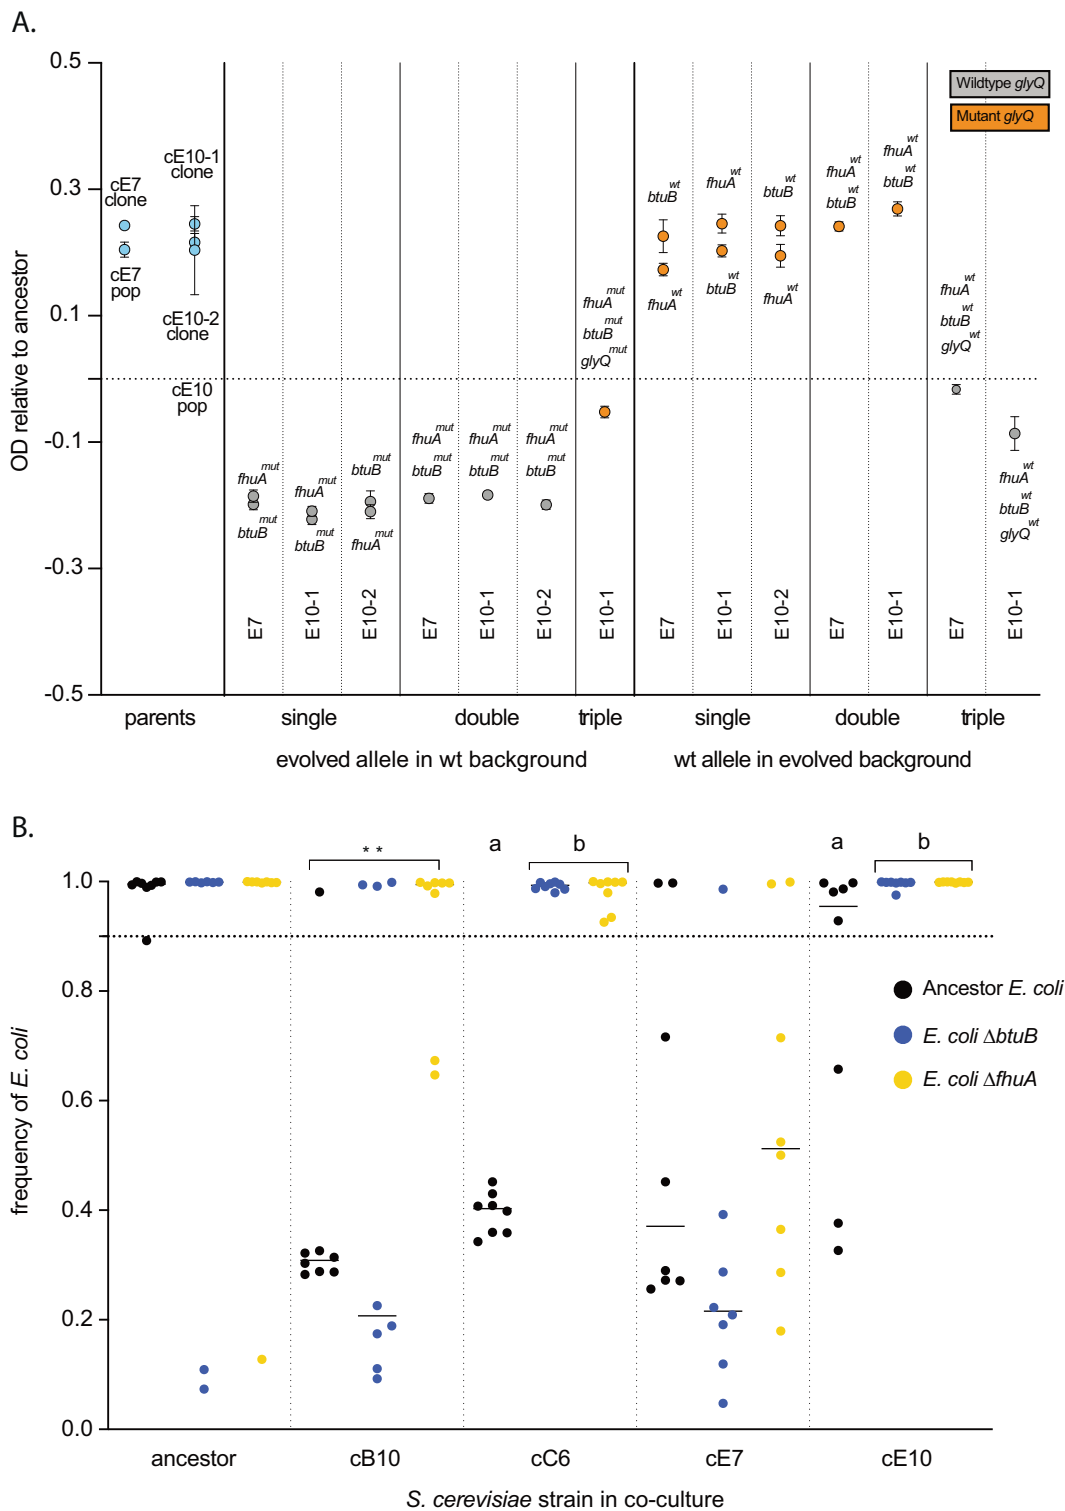 A.
0.5
0.3
0.1
-0.1
-0.3
-0.5
OD relative to ancestor
Wildtype glyQ
Mutant glyQ
cE7
clone
cE7
pop
cE10-1
clone
cE10-2
clone
cE10
pop
fhuA mut
btuB mut
fhuA mut
btuB mut
btuB mut
fhuA mut
fhuA mut
btuB mut
fhuA mut
btuB mut
fhuA mut
btuB mut
fhuA mut
btuB mut
glyQ mut
btuB wt
fhuA wt
fhuA wt
btuB wt
btuB wt
fhuA wt
fhuA wt
btuB wt
fhuA wt
btuB wt
fhuA wt
btuB wt
glyQ wt
fhuA wt
btuB wt
glyQ wt
E7
E10-1
E10-2
E7
E10-1
E10-2
E10-1
E7
E10-1
E10-2
E7
E10-1
E7
E10-1
parents single double triple single double triple
evolved allele in wt background wt allele in evolved background
B.
** a b a b
1.0
0.8
0.6
0.4
0.2
0.0
frequency of E. coli
Ancestor E. coli
E. coli ΔbtuB
E. coli ΔfhuA
ancestor cB10 cC6 cE7 cE10
S. cerevisiae strain in co-culture